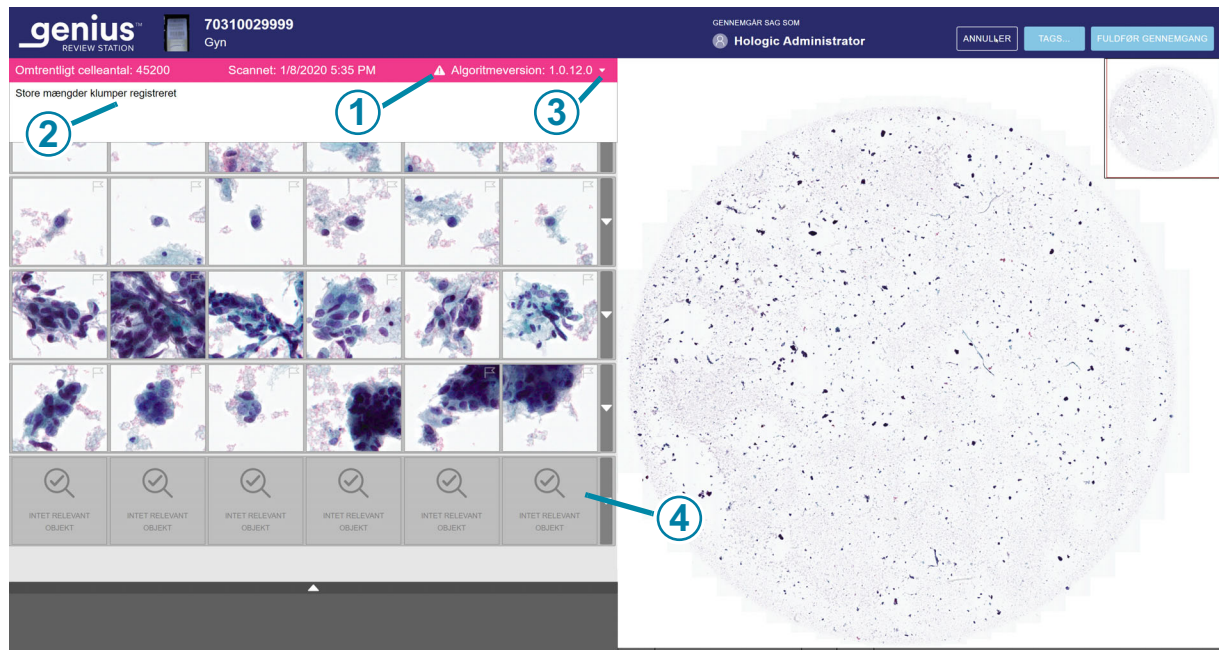 genius™
REVIEW STATION
70310029999
Gyn
GENNEMGÅR SAG SOM
Hologic Administrator
ANNULLER
TAGS...
FULDFØR GENNEMGANG
Omtrentligt celleantal: 45200
Scannet: 1/8/2020 5:35 PM
Algoritmeversion: 1.0.12.0
Store mængder klumper registreret
1
2
3
INTET RELEVANT
OBJEKT
INTET RELEVANT
OBJEKT
INTET RELEVANT
OBJEKT
INTET RELEVANT
OBJEKT
INTET RELEVANT
OBJEKT
INTET RELEVANT
OBJEKT
4